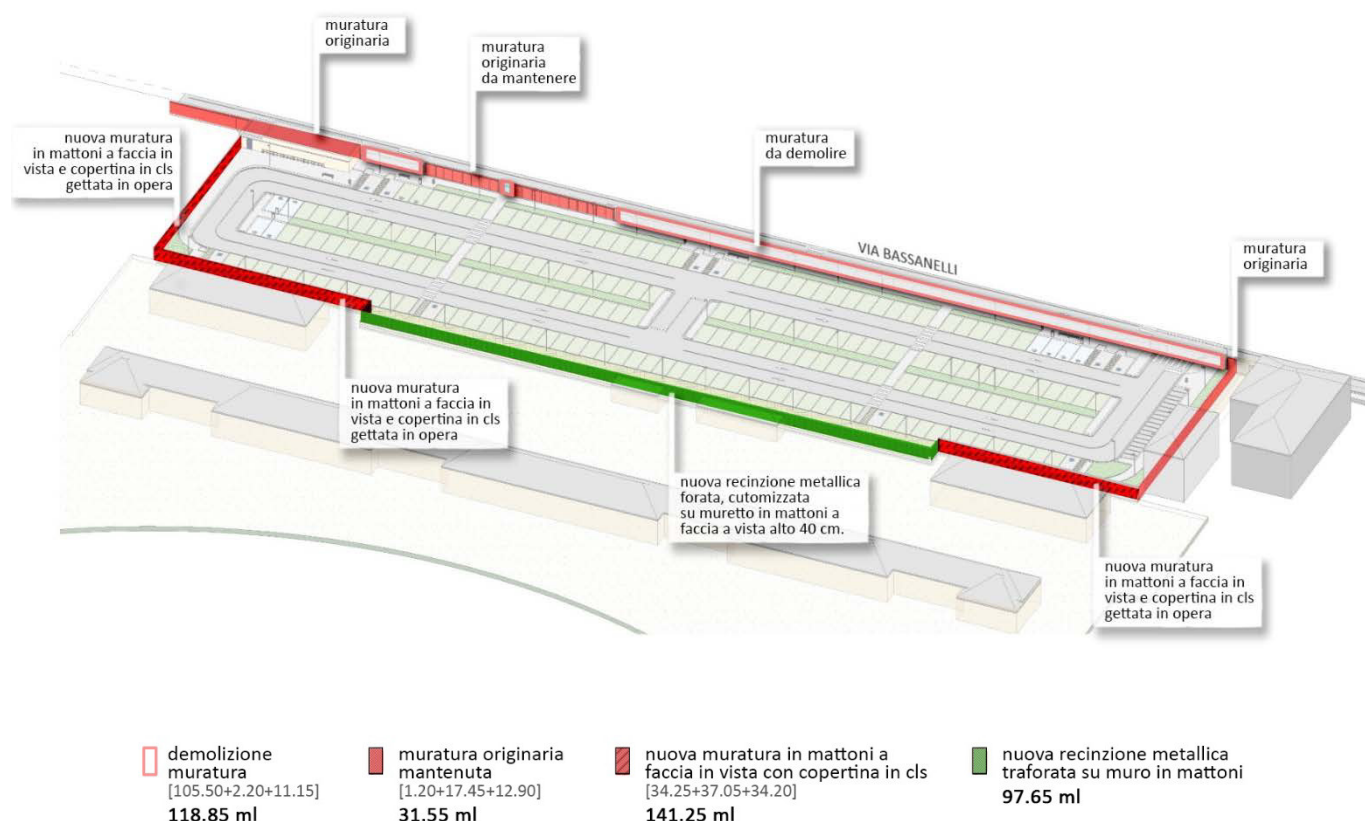 muratura
originaria
muratura
originaria
da mantenere
nuova muratura
in mattoni a faccia in
vista e copertina in cls
gettata in opera
muratura
da demolire
VIA BASSANELLI
muratura
originaria
nuova muratura
in mattoni a faccia in
vista e copertina in cls
gettata in opera
nuova recinzione metallica
forata, cutomizzata
su muretto in mattoni a
faccia a vista alto 40 cm.
nuova muratura
in mattoni a faccia in
vista e copertina in cls
gettata in opera
demolizione
muratura
[105.50+2.20+11.15]
118.85 ml
muratura originaria
mantenuta
[1.20+17.45+12.90]
31.55 ml
nuova muratura in mattoni a
faccia in vista con copertina in cls
[34.25+37.05+34.20]
141.25 ml
nuova recinzione metallica
traforata su muro in mattoni
97.65 ml